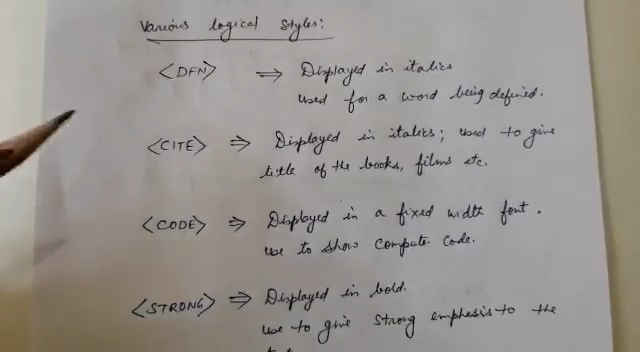 Various logical styles:
<DFN> ⇒ Displayed in italics
used for a word being defined.
<CITE> ⇒ Displayed in italics; used to give
title of the books, films etc.
<CODE> ⇒ Displayed in a fixed width font.
use to show compute code.
<STRONG> ⇒ Displayed in bold.
use to give strong emphasis to the